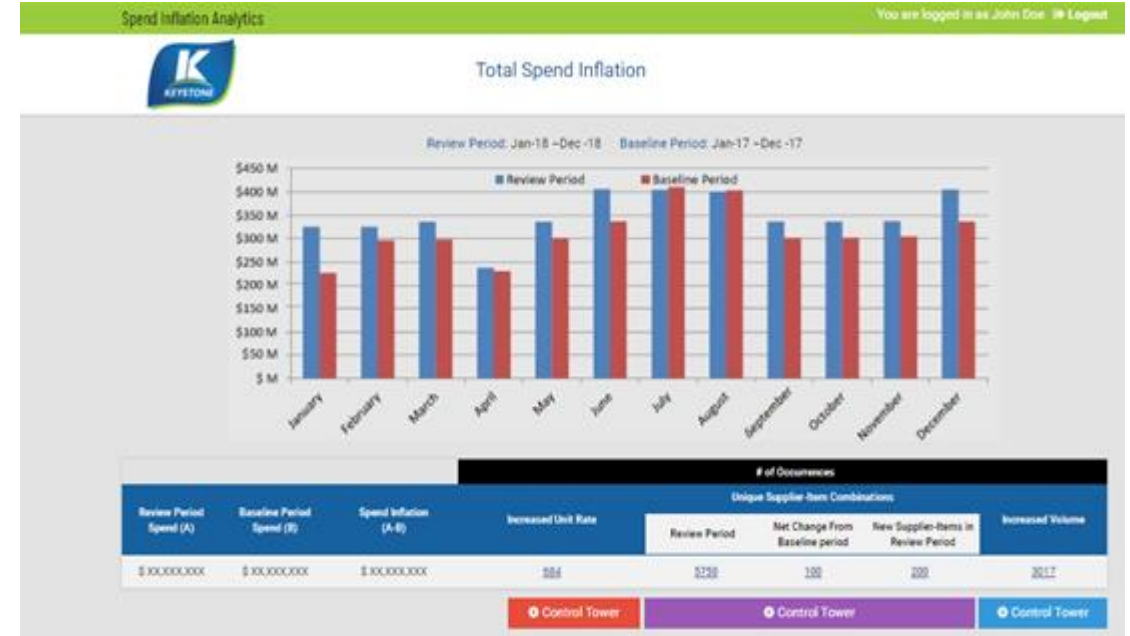 Spend Inflation Analytics
You are logged in as John Doe Logout
K
KEYSTONE
Total Spend Inflation
Review Period: Jan-18 –Dec -18 Baseline Period: Jan-17 –Dec -17
Review Period Baseline Period
$450 M
$400 M
$350 M
$300 M
$250 M
$200 M
$150 M
$100 M
$50 M
$ M
January February March April May June July August September October November December
# of Occurrences
Unique Supplier-Item Combinations
Review Period
Spend (A)
Baseline Period
Spend (B)
Spend Inflation
(A-B)
Increased Unit Rate
Review Period
Net Change From
Baseline period
New Supplier-Items in
Review Period
Increased Volume
$ XX,XXX,XXX $ XX,XXX,XXX $ XX,XXX,XXX 100 200 3017
Control Tower Control Tower Control Tower